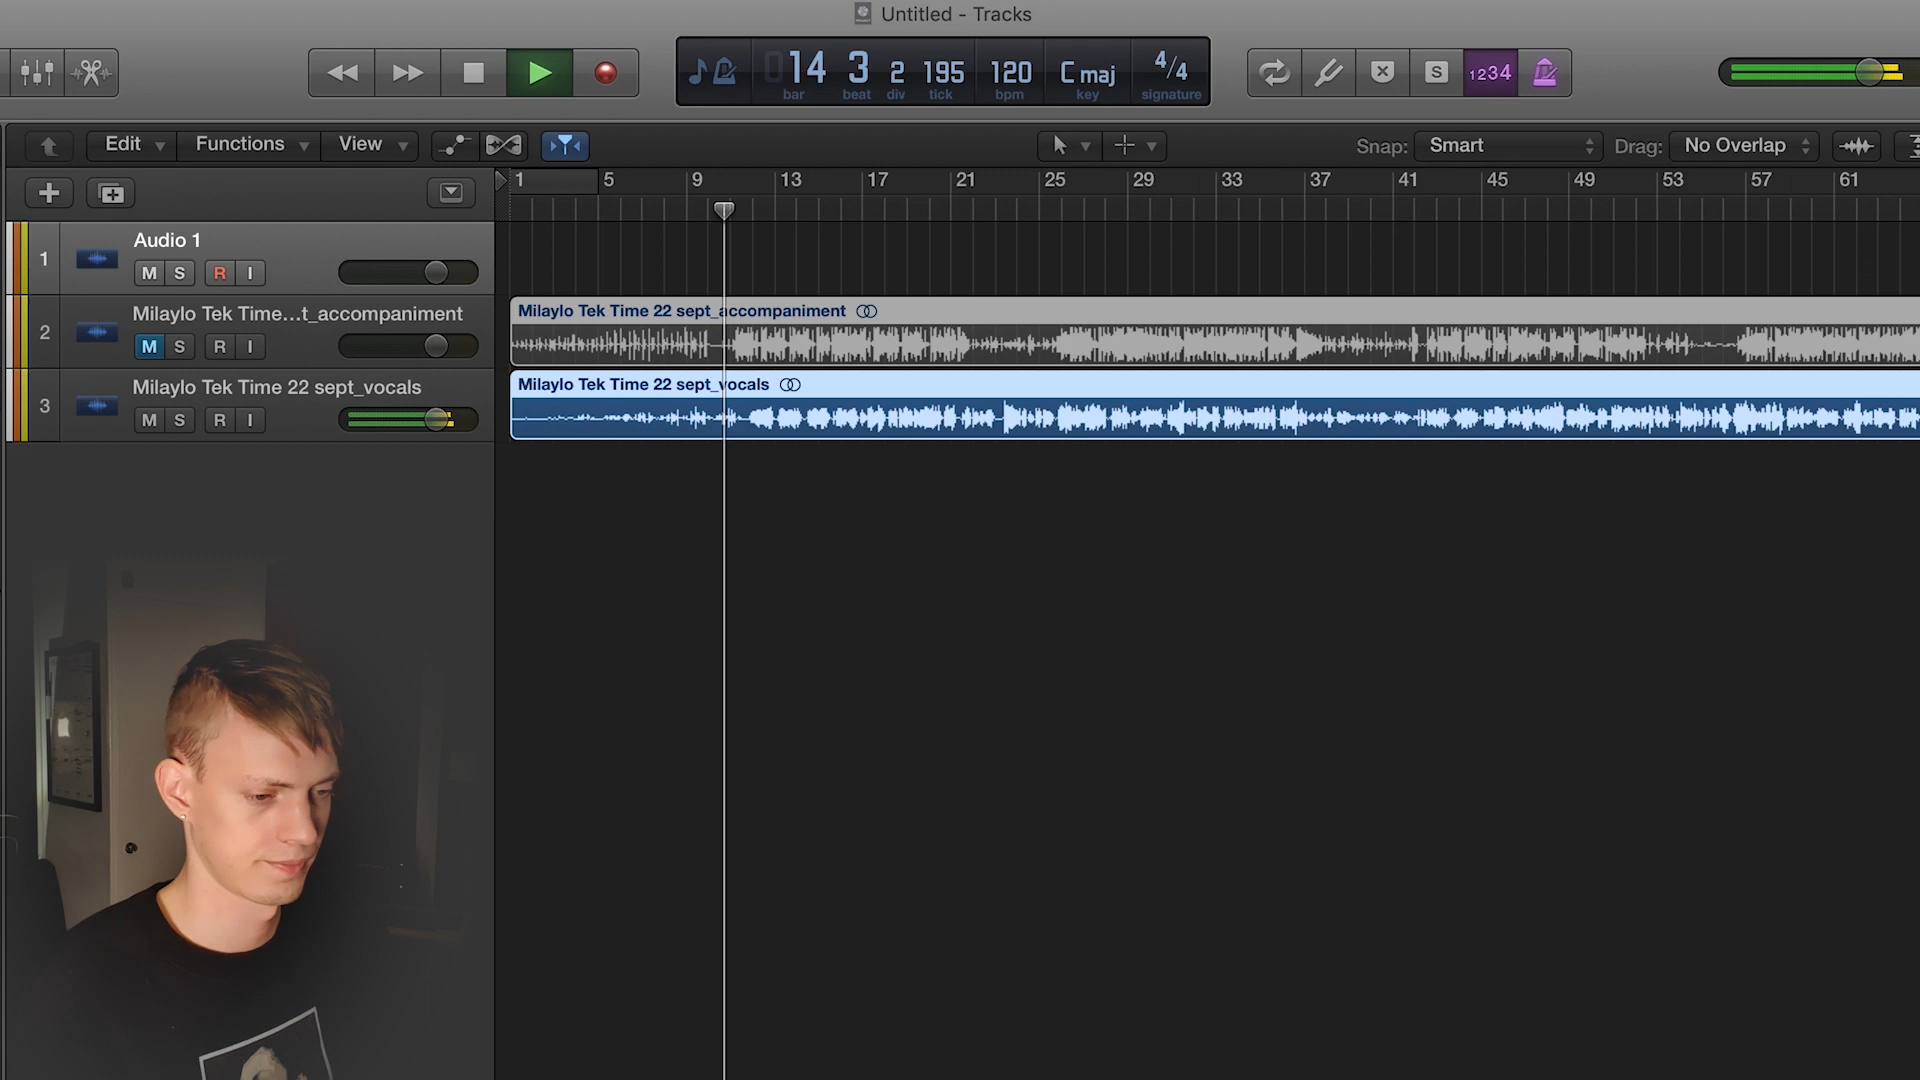 Untitled - Tracks
014 3 2 195 120 C maj 4/4
bar beat div tick bpm key signature
S 1234
Edit Functions View
Snap: Smart Drag: No Overlap
1 5 9 13 17 21 25 29 33 37 41 45 49 53 57 61
1 Audio 1
M S R I
2 Milaylo Tek Time...t_accompaniment
M S R I
Milaylo Tek Time 22 sept_accompaniment
3 Milaylo Tek Time 22 sept_vocals
M S R I
Milaylo Tek Time 22 sept_vocals